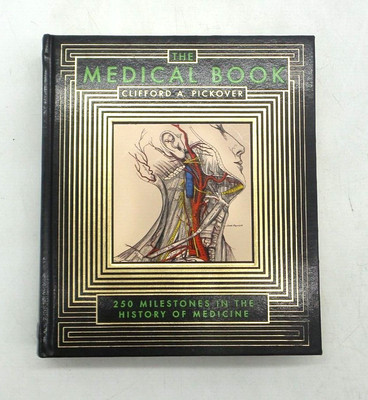 THE
MEDICAL BOOK
CLIFFORD A. PICKOVER
250 MILESTONES IN THE
HISTORY OF MEDICINE